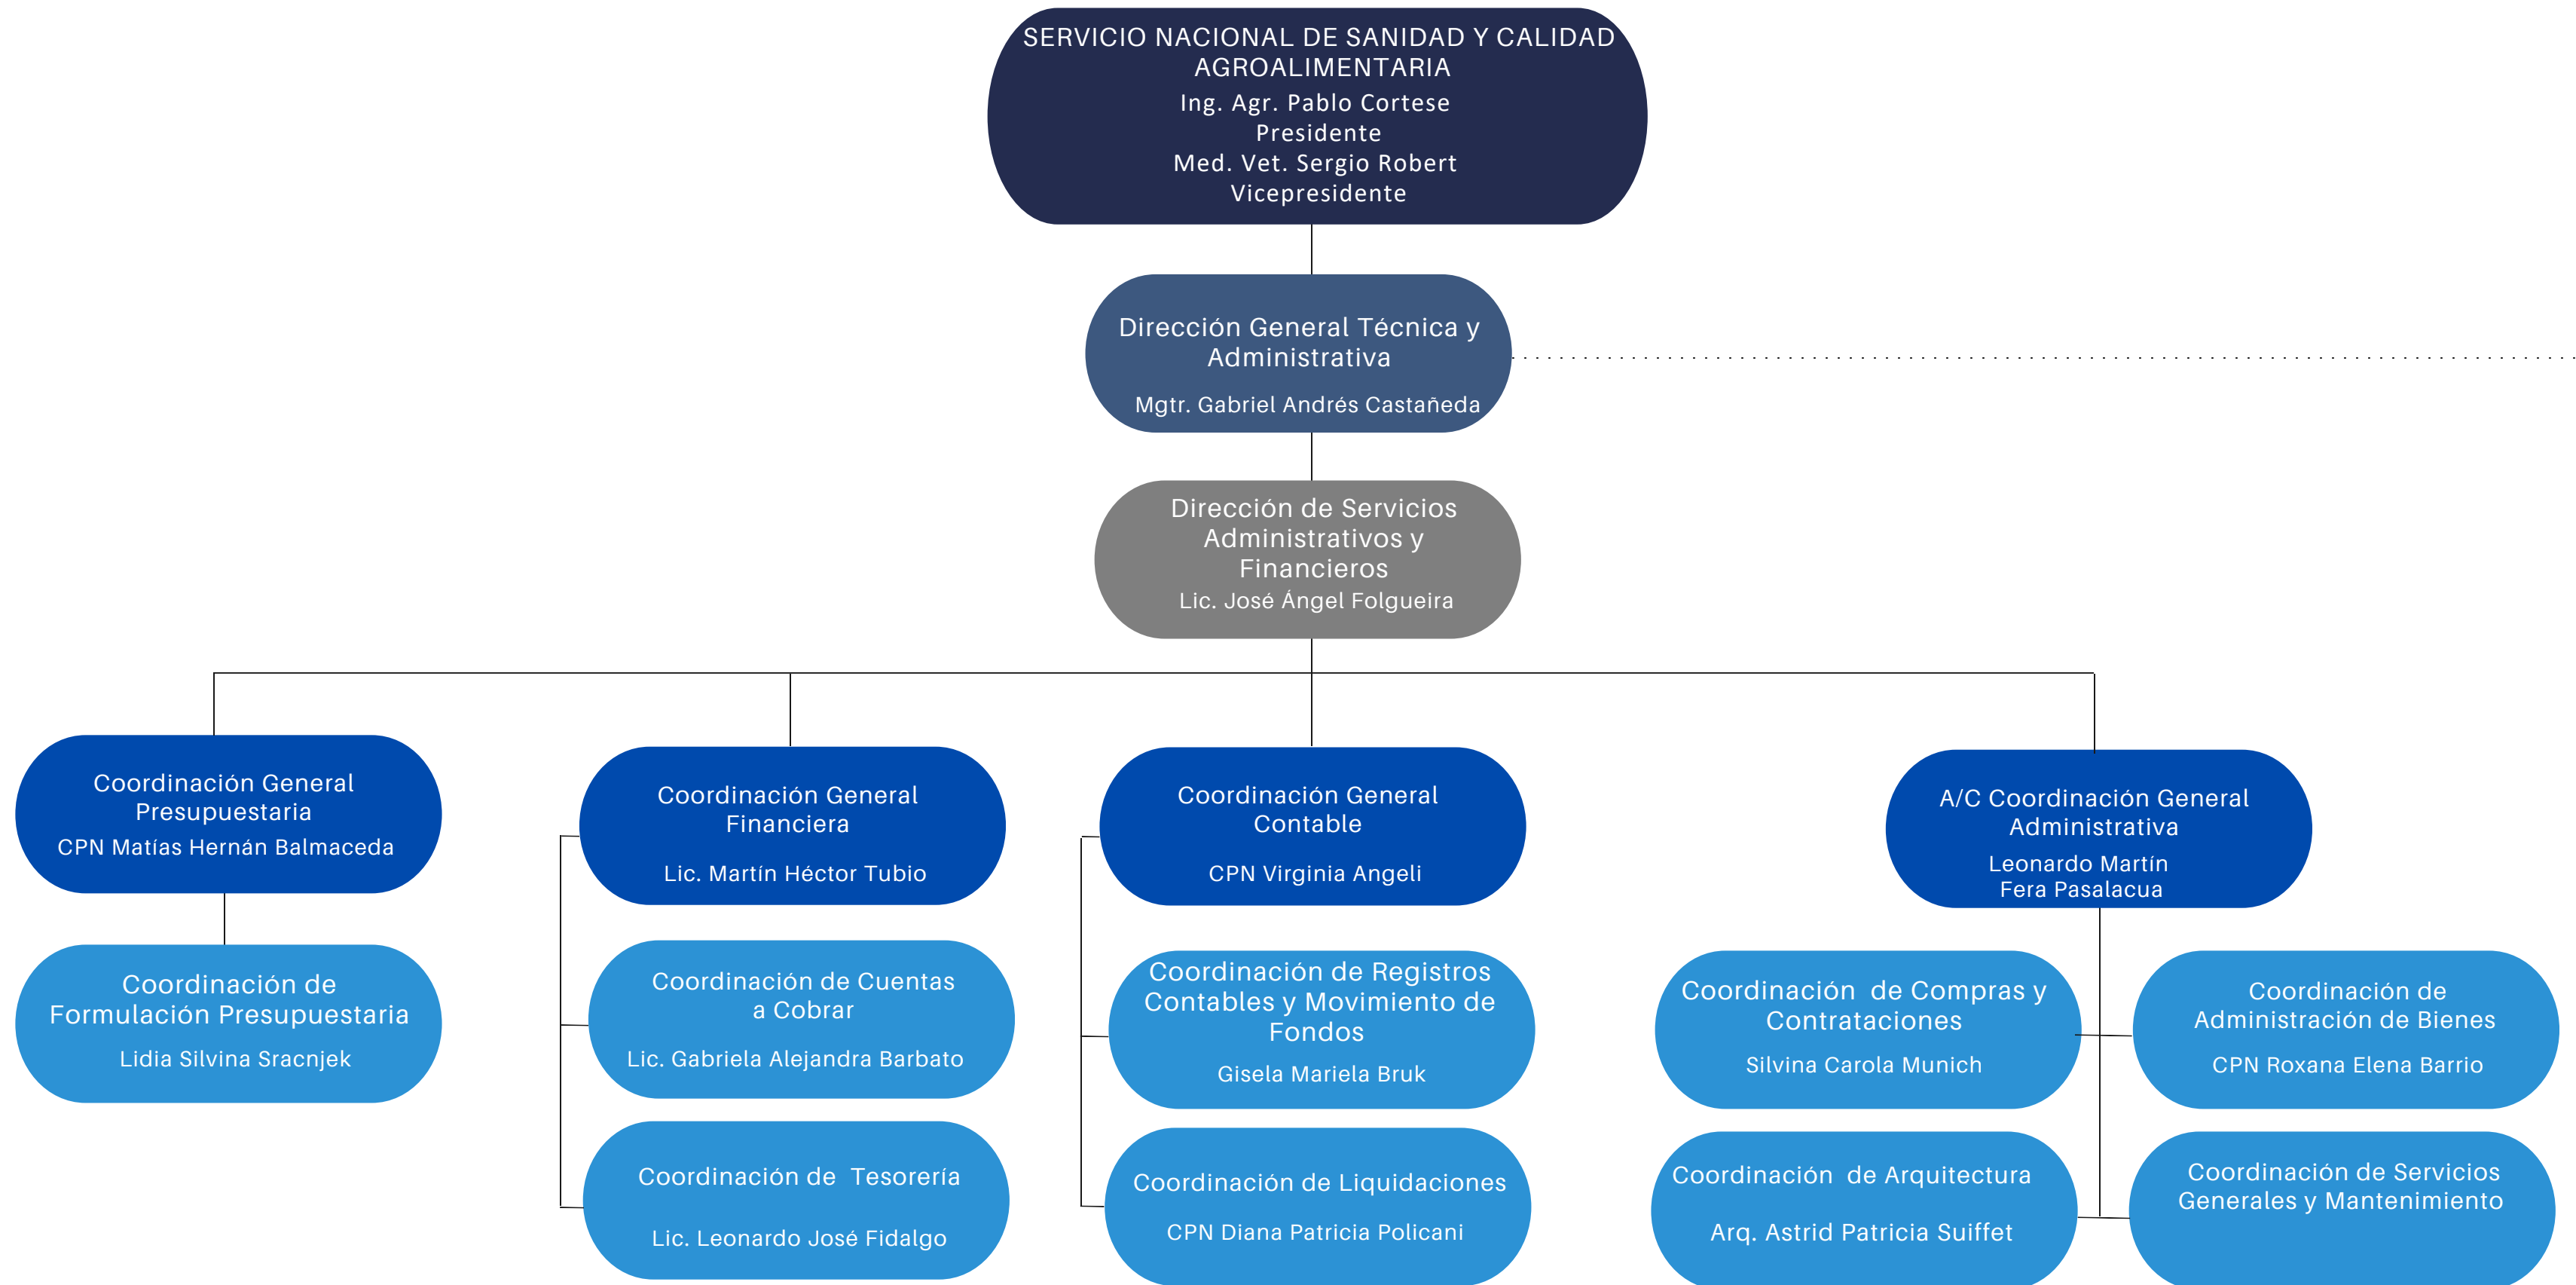 SERVICIO NACIONAL DE SANIDAD Y CALIDAD
AGROALIMENTARIA
Ing. Agr. Pablo Cortese
Presidente
Med. Vet. Sergio Robert
Vicepresidente
Dirección General Técnica y
Administrativa
Mgtr. Gabriel Andrés Castañeda
Dirección de Servicios
Administrativos y
Financieros
Lic. José Ángel Folgueira
Coordinación General
Presupuestaria
CPN Matías Hernán Balmaceda
Coordinación de
Formulación Presupuestaria
Lidia Silvina Sracnjek
Coordinación General
Financiera
Lic. Martín Héctor Tubio
Coordinación de Cuentas
a Cobrar
Lic. Gabriela Alejandra Barbato
Coordinación de Tesorería
Lic. Leonardo José Fidalgo
Coordinación General
Contable
CPN Virginia Angeli
Coordinación de Registros
Contables y Movimiento de
Fondos
Gisela Mariela Bruk
Coordinación de Liquidaciones
CPN Diana Patricia Policani
A/C Coordinación General
Administrativa
Leonardo Martín
Fera Pasalacua
Coordinación de Compras y
Contrataciones
Silvina Carola Munich
Coordinación de
Administración de Bienes
CPN Roxana Elena Barrio
Coordinación de Arquitectura
Arq. Astrid Patricia Suiffet
Coordinación de Servicios
Generales y Mantenimiento